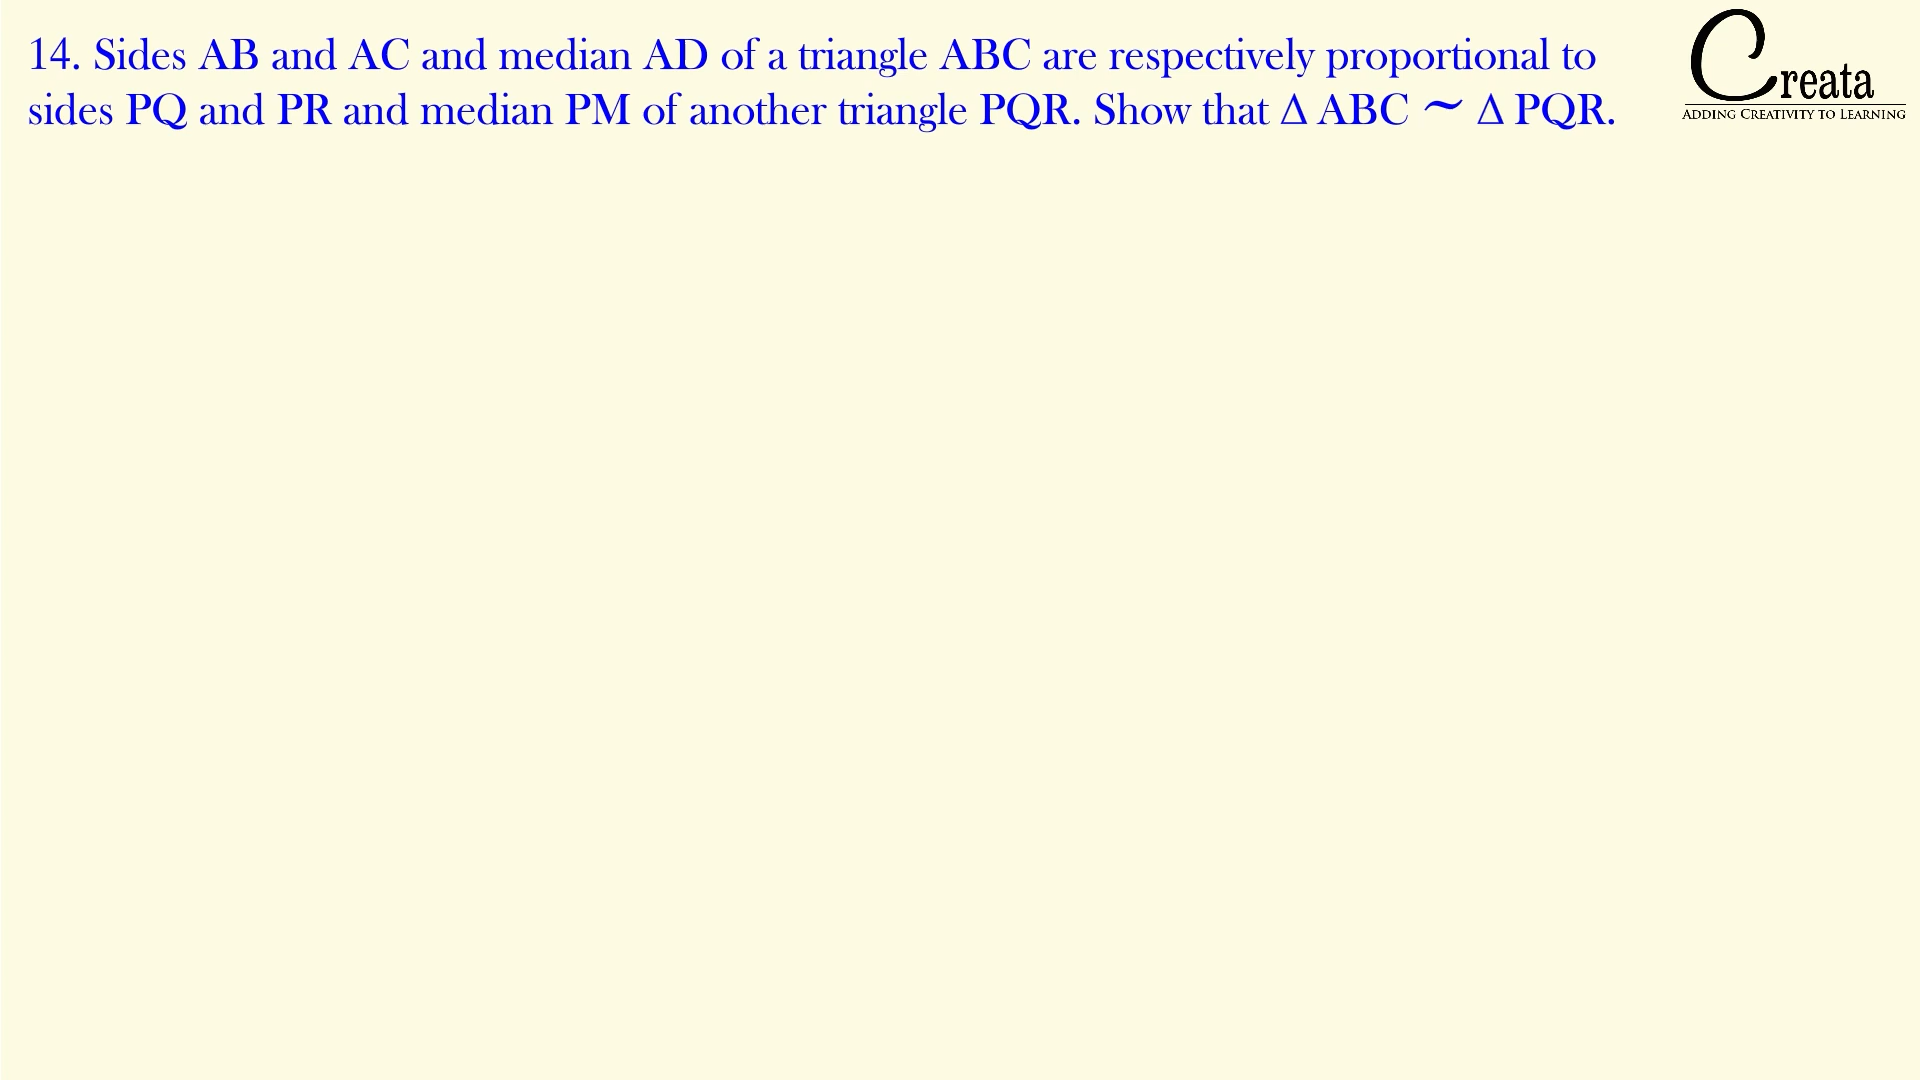 14. Sides AB and AC and median AD of a triangle ABC are respectively proportional to
sides PQ and PR and median PM of another triangle PQR. Show that Δ ABC ~ Δ PQR.
Creata
ADDING CREATIVITY TO LEARNING